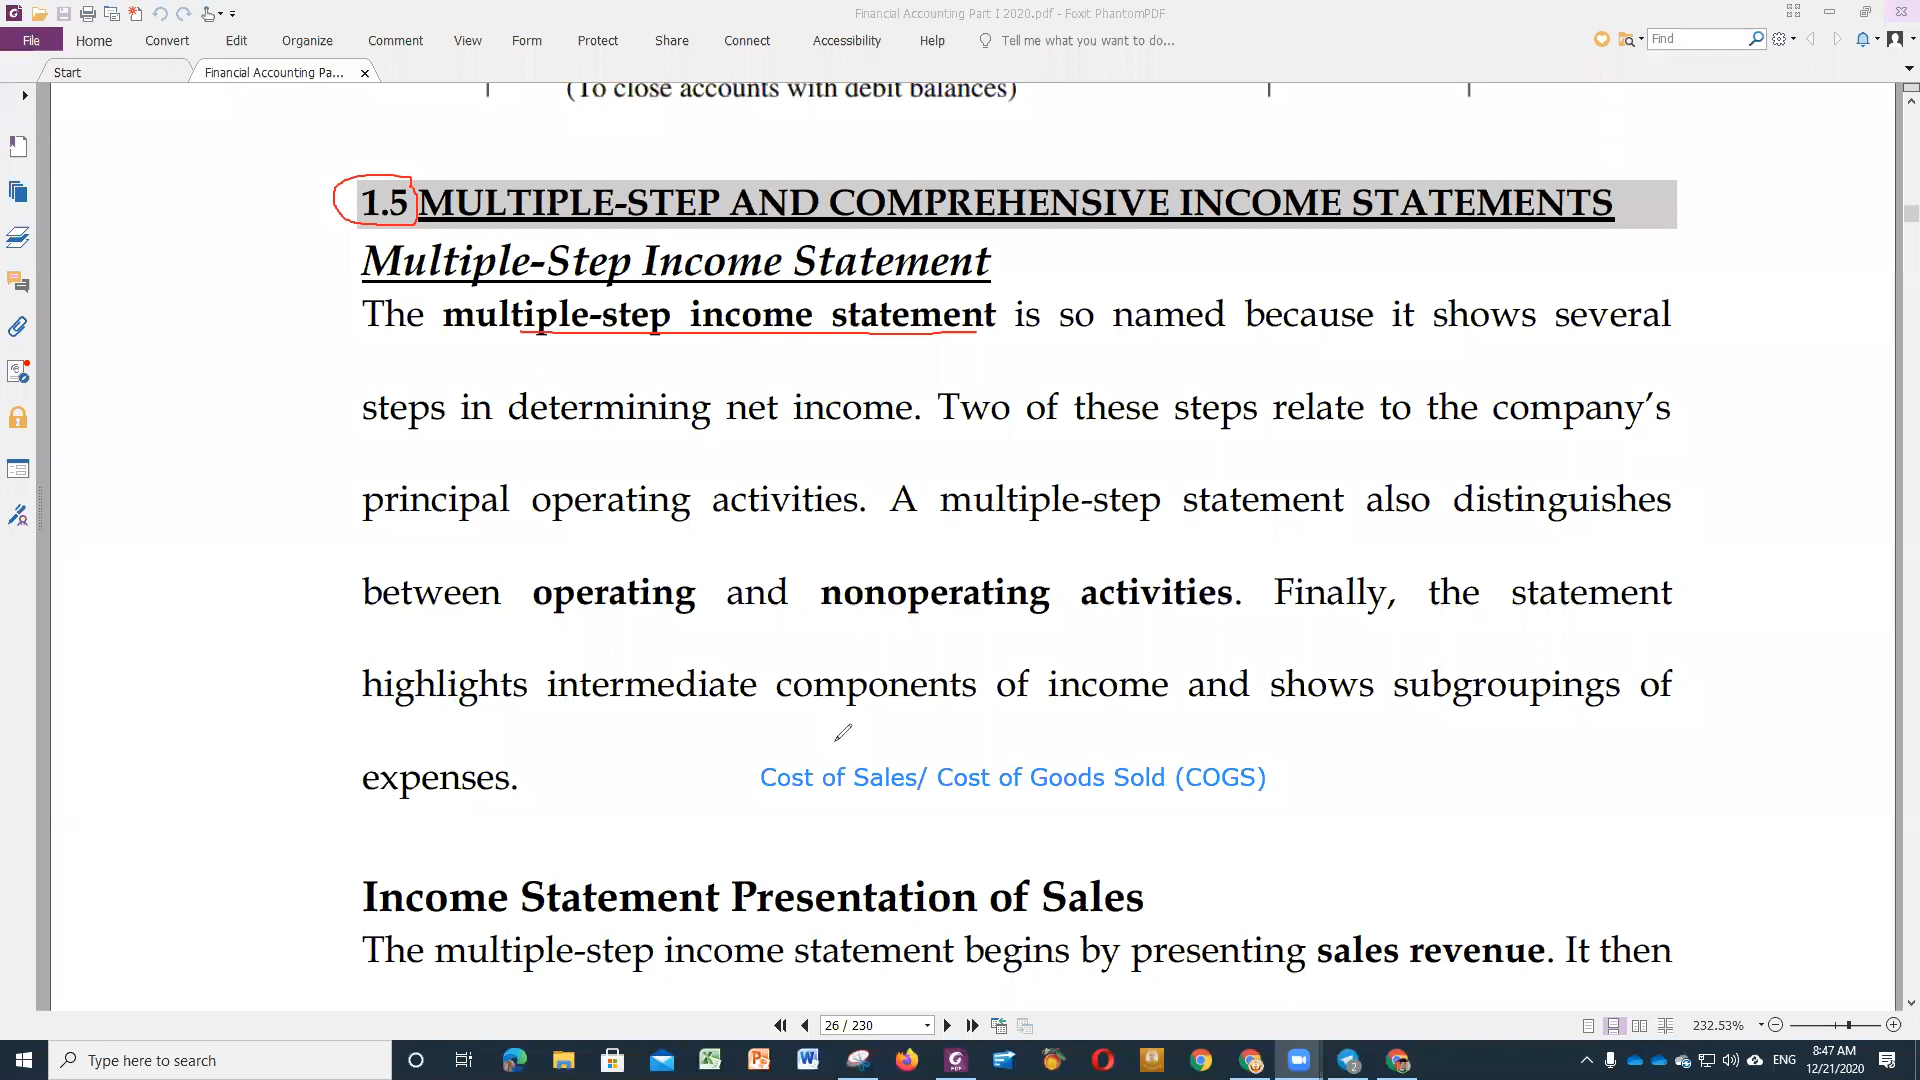 Financial Accounting Part I 2020.pdf - Foxit PhantomPDF
File Home Convert Edit Organize Comment View Form Protect Share Connect Accessibility Help Tell me what you want to do... Find
Start Financial Accounting Pa...
(To close accounts with debit balances)
1.5 MULTIPLE-STEP AND COMPREHENSIVE INCOME STATEMENTS
Multiple-Step Income Statement
The multiple-step income statement is so named because it shows several
steps in determining net income. Two of these steps relate to the company’s
principal operating activities. A multiple-step statement also distinguishes
between operating and nonoperating activities. Finally, the statement
highlights intermediate components of income and shows subgroupings of
expenses. Cost of Sales/ Cost of Goods Sold (COGS)
Income Statement Presentation of Sales
The multiple-step income statement begins by presenting sales revenue. It then
26 / 230 232.53%
Type here to search ENG 8:47 AM
12/21/2020